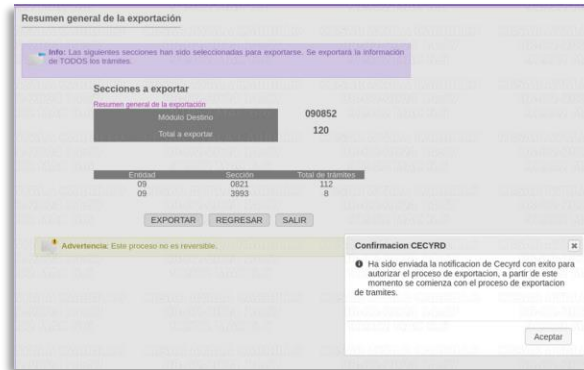 Resumen general de la exportación
Info: Las siguientes secciones han sido seleccionadas para exportarse. Se exportará la información
de TODOS los trámites.
Secciones a exportar
Resumen general de la exportación
Módulo Destino 090852
Total a exportar 120
Entidad Sección Total de trámites
09 0821 112
09 3993 8
EXPORTAR REGRESAR SALIR
Advertencia: Este proceso no es reversible.
Confirmacion CECYRD
Ha sido enviada la notificacion de Cecyrd con exito para
autorizar el proceso de exportacion, a partir de este
momento se comienza con el proceso de exportacion
de tramites.
Aceptar